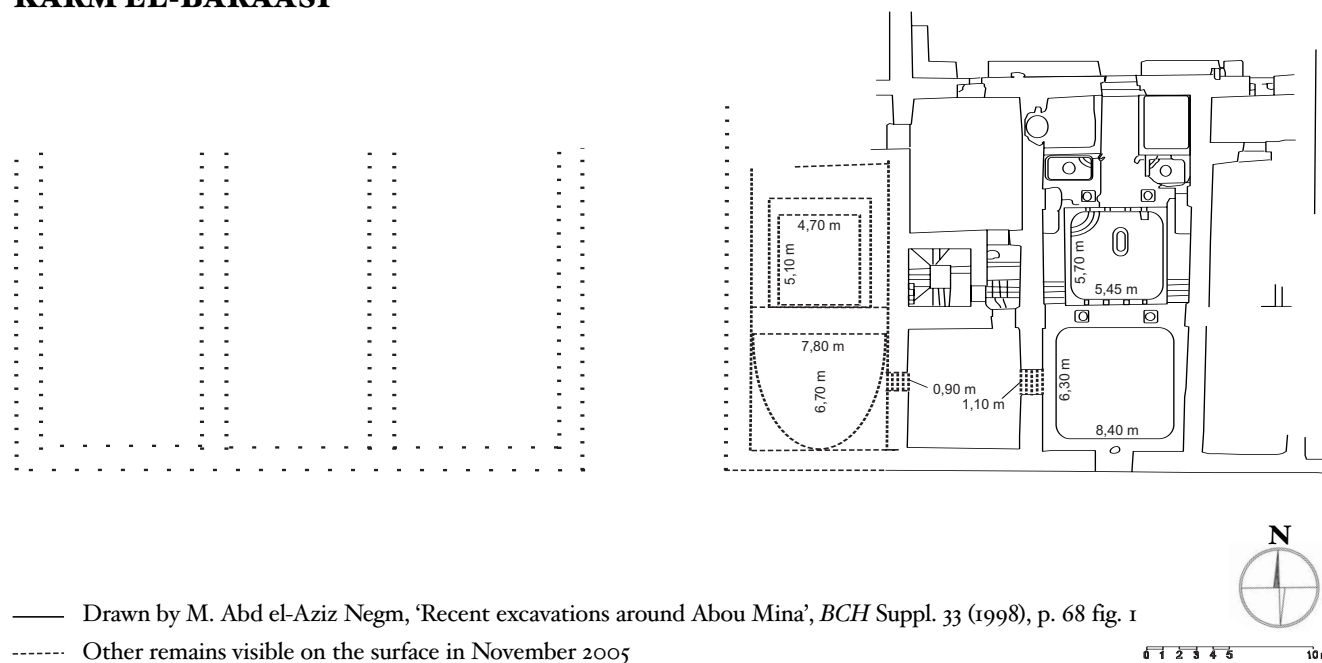 KARM EL-BARAASI
4,70 m
5,10 m
5,70 m
5,45 m
7,80 m
6,70 m
0,90 m
1,10 m
6,30 m
8,40 m
N
Drawn by M. Abd el-Aziz Negm, ‘Recent excavations around Abou Mina’, BCH Suppl. 33 (1998), p. 68 fig. 1
Other remains visible on the surface in November 2005
0 1 2 3 4 5 10